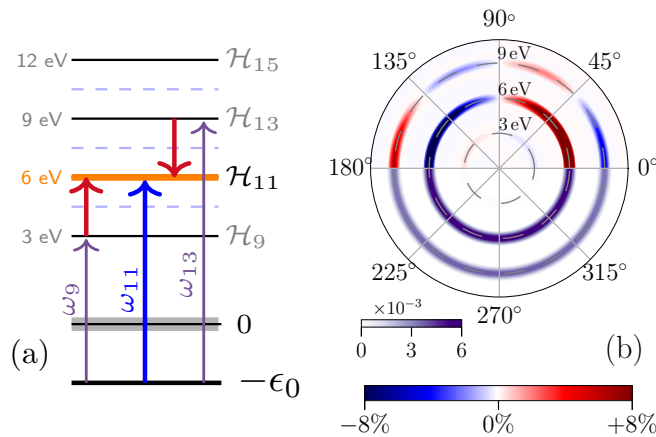 12 eV
ℋ₁₅
9 eV
ℋ₁₃
6 eV
ℋ₁₁
3 eV
ℋ₉
ω₉
ω₁₁
ω₁₃
0
(a)
−ϵ₀
90°
135°
45°
9 eV
6 eV
3 eV
180°
0°
225°
315°
270°
×10⁻³
0 3 6
(b)
−8% 0% +8%